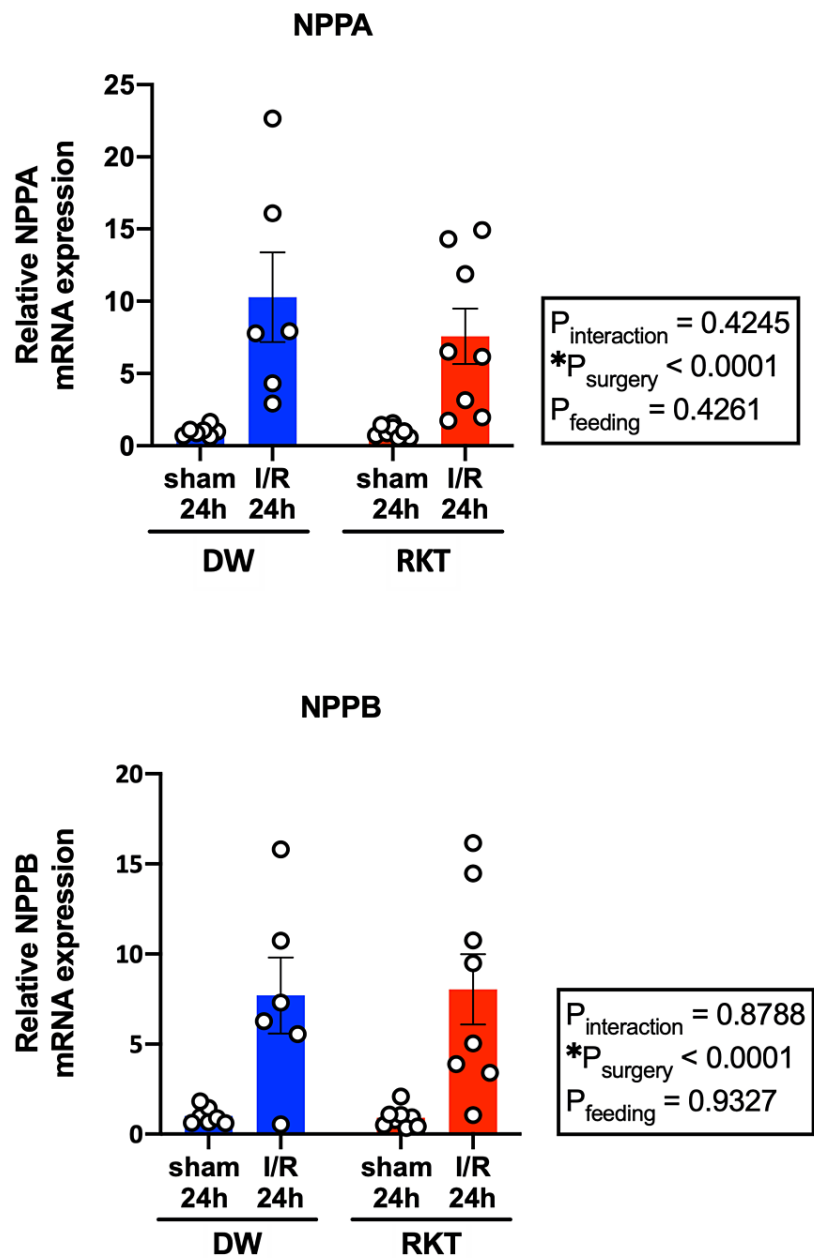 NPPA
Relative NPPA
mRNA expression
25
20
15
10
5
0
sham I/R sham I/R
24h 24h 24h 24h
DW RKT
Pinteraction = 0.4245
*Psurgery < 0.0001
Pfeeding = 0.4261
NPPB
Relative NPPB
mRNA expression
20
15
10
5
0
sham I/R sham I/R
24h 24h 24h 24h
DW RKT
Pinteraction = 0.8788
*Psurgery < 0.0001
Pfeeding = 0.9327